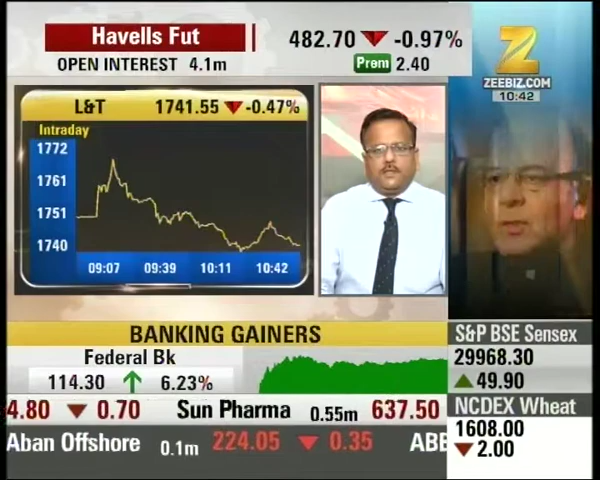 Havells Fut
482.70 -0.97%
OPEN INTEREST 4.1m
Prem 2.40
Z
ZEEBIZ.COM
10:42
L&T 1741.55 -0.47%
Intraday
1772
1761
1751
1740
09:07 09:39 10:11 10:42
BANKING GAINERS
Federal Bk
114.30 6.23%
S&P BSE Sensex
29968.30
49.90
NCDEX Wheat
1608.00
2.00
4.80 0.70 Sun Pharma 0.55m 637.50
Aban Offshore 0.1m 224.05 0.35 ABB